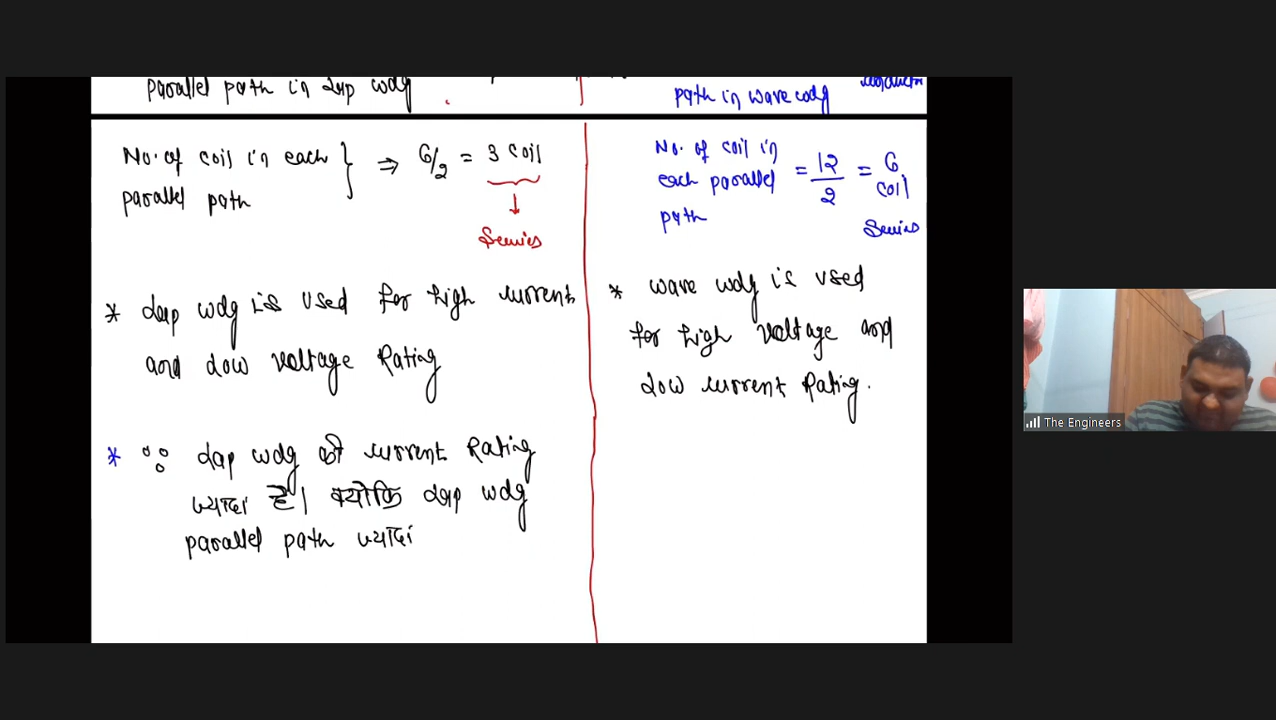 parallel path in Lap wdg
path in wave wdg
No. of coil in each
parallel path
⇒ 6/2 = 3 coil
Series
No. of coil in
each parallel
path
= 12/2 = 6
coil
Series
* Lap wdg is used for high current
and Low voltage Rating
* wave wdg is used
for high voltage and
Low current Rating.
* ∵ Lap wdg की current Rating
ज्यादा है। क्योकि Lap wdg
parallel path ज्यादा
The Engineers